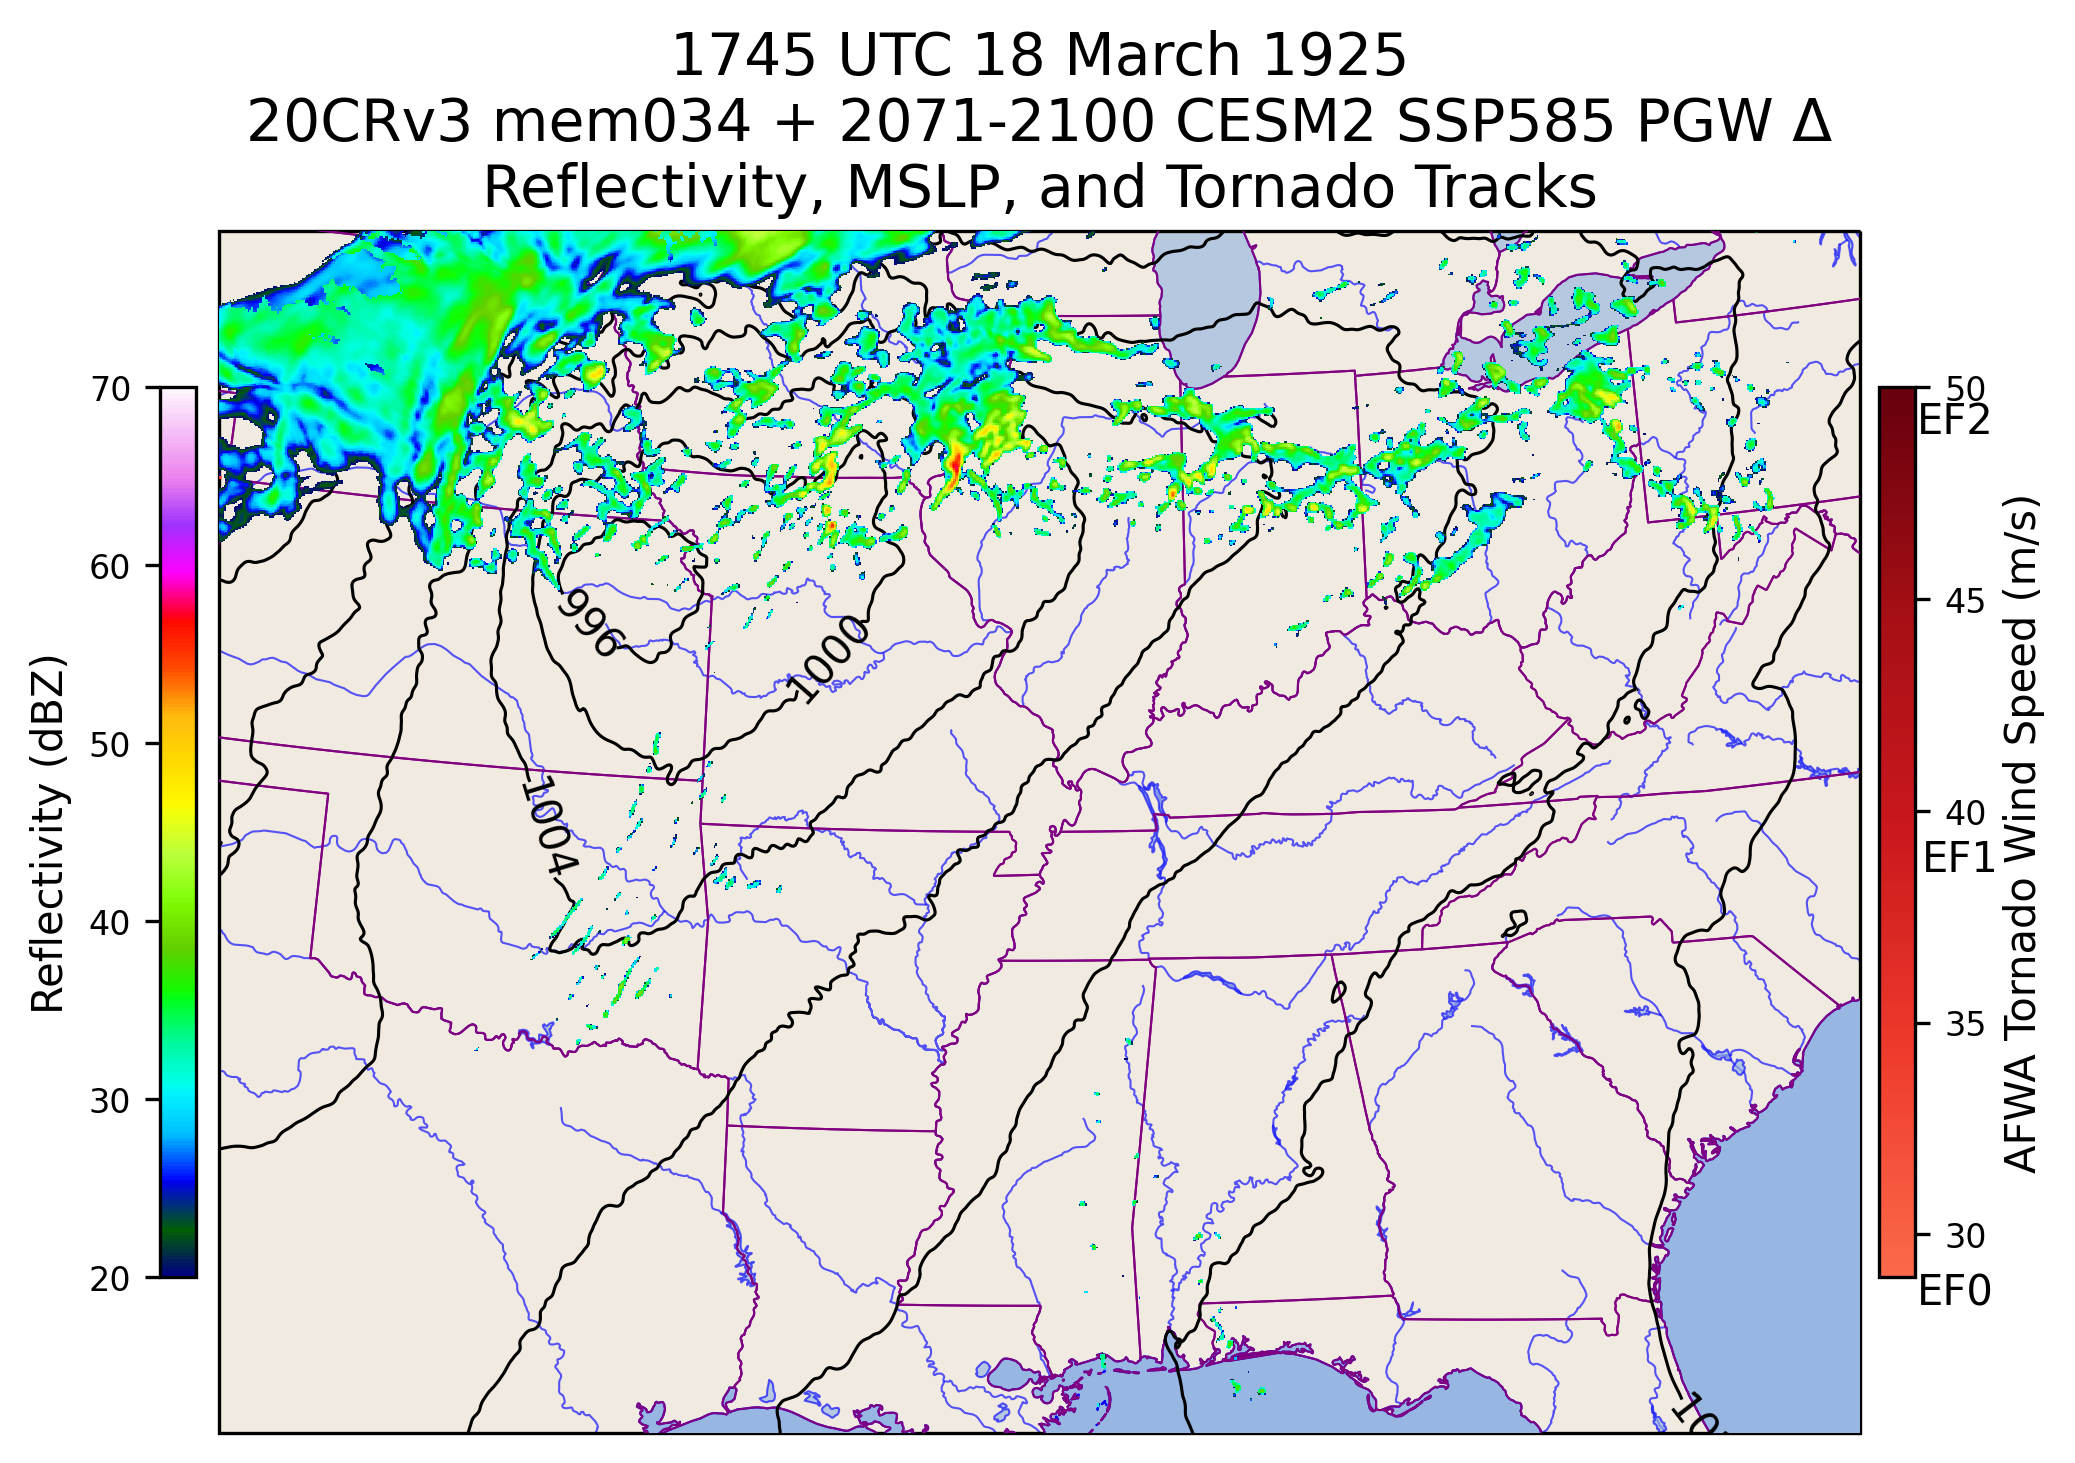 1745 UTC 18 March 1925
20CRv3 mem034 + 2071-2100 CESM2 SSP585 PGW Δ
Reflectivity, MSLP, and Tornado Tracks
70
60
50
40
30
20
Reflectivity (dBZ)
996
1000
1004
10
50
EF2
45
40
EF1
35
30
EF0
AFWA Tornado Wind Speed (m/s)